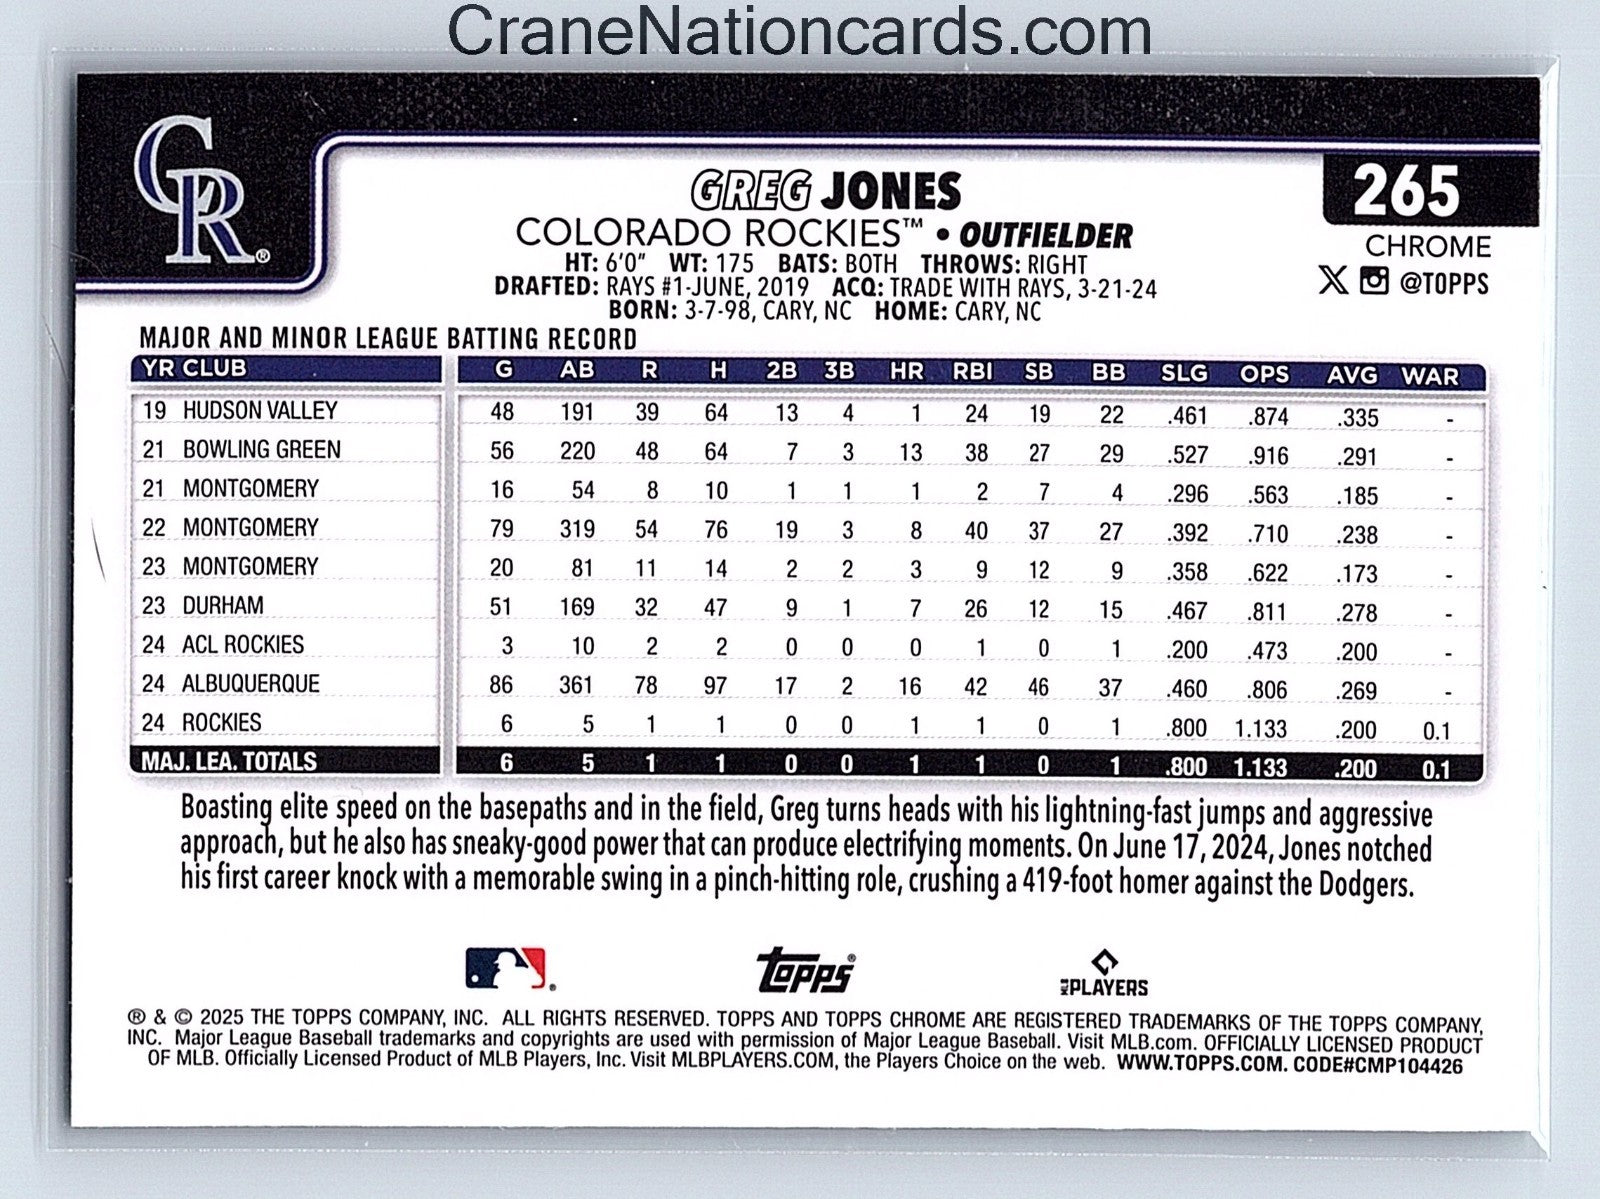 CraneNationcards.com
CR®
GREG JONES
265
COLORADO ROCKIES™ • OUTFIELDER
CHROME
HT: 6'0" WT: 175 BATS: BOTH THROWS: RIGHT
@TOPPS
DRAFTED: RAYS #1-JUNE, 2019 ACQ: TRADE WITH RAYS, 3-21-24
BORN: 3-7-98, CARY, NC HOME: CARY, NC
MAJOR AND MINOR LEAGUE BATTING RECORD
YR CLUB G AB R H 2B 3B HR RBI SB BB SLG OPS AVG WAR
19 HUDSON VALLEY 48 191 39 64 13 4 1 24 19 22 .461 .874 .335 -
21 BOWLING GREEN 56 220 48 64 7 3 13 38 27 29 .527 .916 .291 -
21 MONTGOMERY 16 54 8 10 1 1 1 2 7 4 .296 .563 .185 -
22 MONTGOMERY 79 319 54 76 19 3 8 40 37 27 .392 .710 .238 -
23 MONTGOMERY 20 81 11 14 2 2 3 9 12 9 .358 .622 .173 -
23 DURHAM 51 169 32 47 9 1 7 26 12 15 .467 .811 .278 -
24 ACL ROCKIES 3 10 2 2 0 0 0 1 0 1 .200 .473 .200 -
24 ALBUQUERQUE 86 361 78 97 17 2 16 42 46 37 .460 .806 .269 -
24 ROCKIES 6 5 1 1 0 0 1 1 0 1 .800 1.133 .200 0.1
MAJ. LEA. TOTALS 6 5 1 1 0 0 1 1 0 1 .800 1.133 .200 0.1
Boasting elite speed on the basepaths and in the field, Greg turns heads with his lightning-fast jumps and aggressive
approach, but he also has sneaky-good power that can produce electrifying moments. On June 17, 2024, Jones notched
his first career knock with a memorable swing in a pinch-hitting role, crushing a 419-foot homer against the Dodgers.
topps®
MLB PLAYERS
® & © 2025 THE TOPPS COMPANY, INC. ALL RIGHTS RESERVED. TOPPS AND TOPPS CHROME ARE REGISTERED TRADEMARKS OF THE TOPPS COMPANY,
INC. Major League Baseball trademarks and copyrights are used with permission of Major League Baseball. Visit MLB.com. OFFICIALLY LICENSED PRODUCT
OF MLB. Officially Licensed Product of MLB Players, Inc. Visit MLBPLAYERS.COM, the Players Choice on the web. WWW.TOPPS.COM. CODE#CMP104426